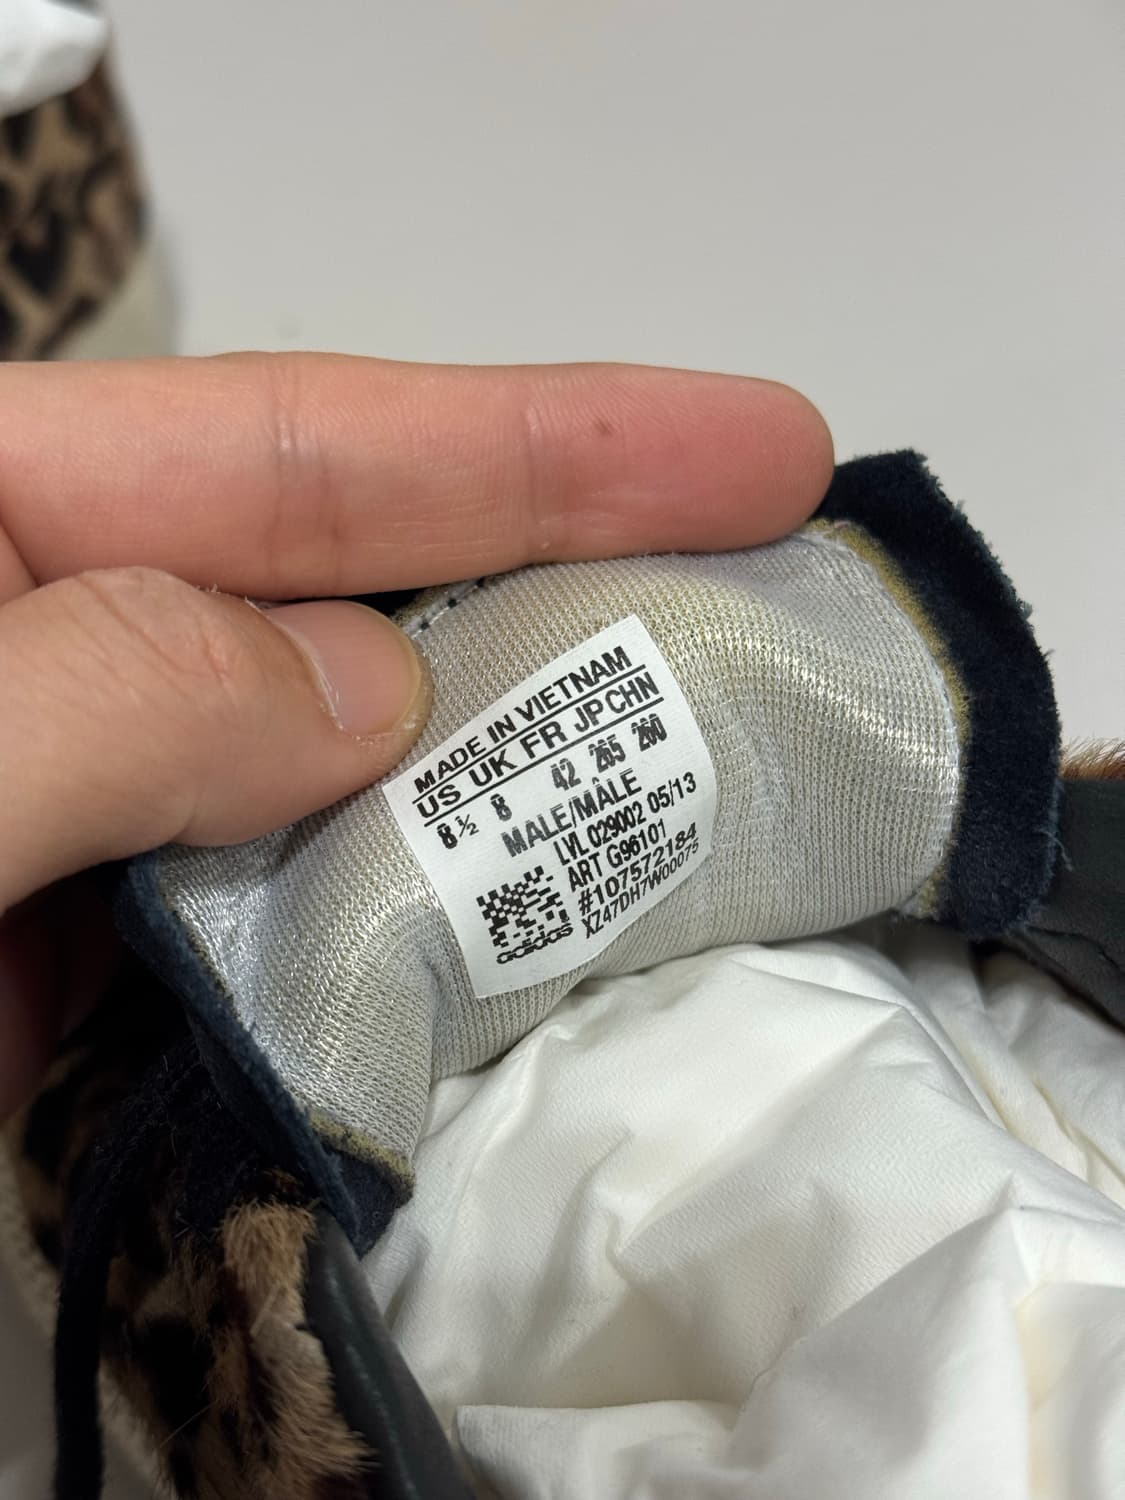 MADE IN VIETNAM
US UK FR JP CHN
8½ 8 42 265 260
MALE/MÂLE
LVL 029002 05/13
ART G96101
#107572184
XZ47DH7W00075
adidas